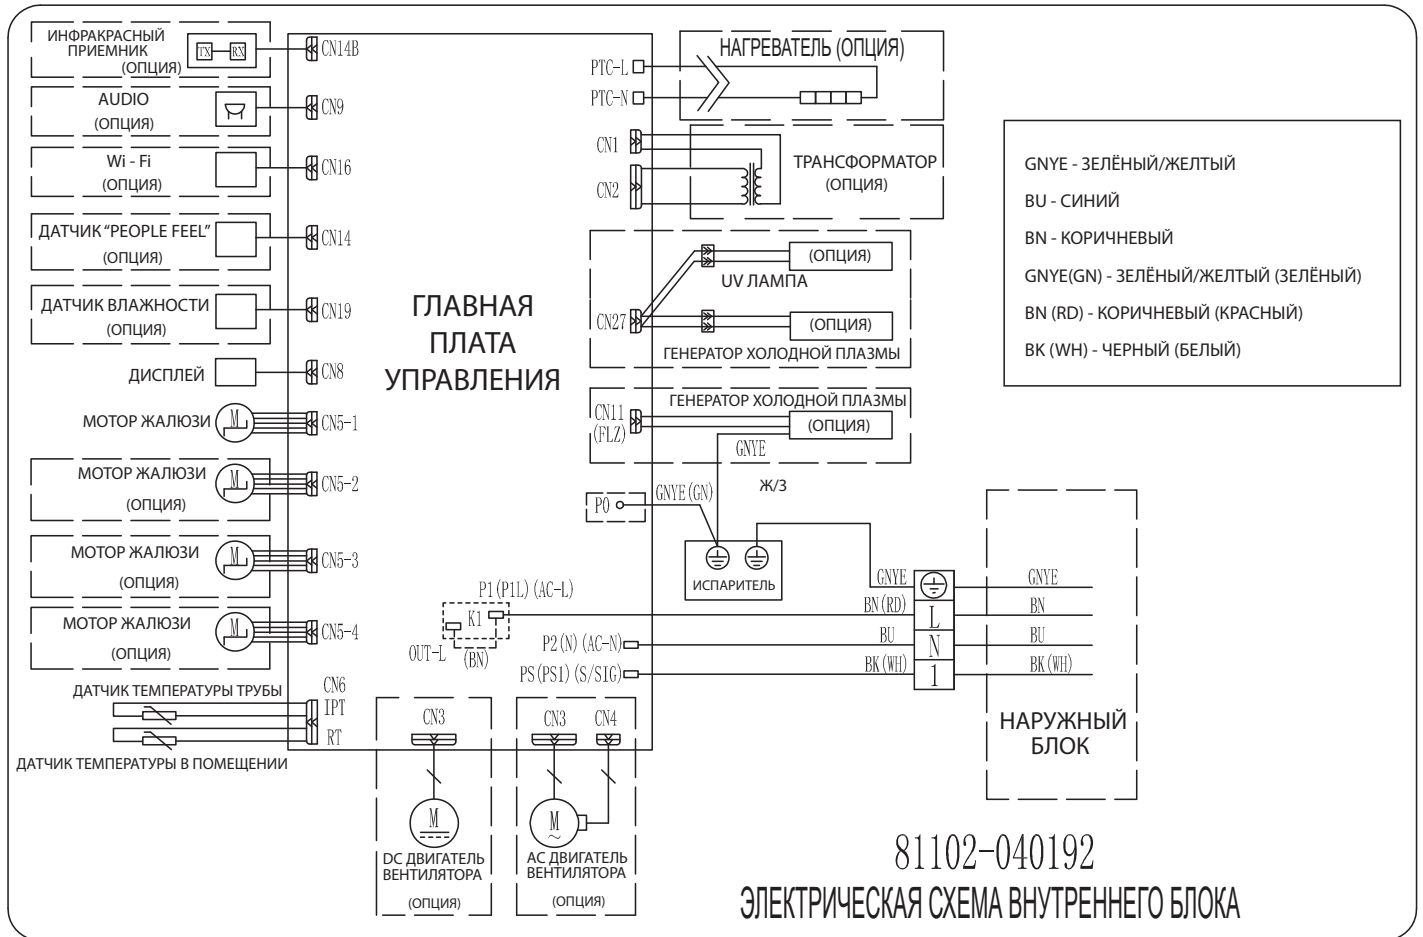 ИНФРАКРАСНЫЙ
ПРИЕМНИК
(ОПЦИЯ)
TX
RX
CN14B
AUDIO
(ОПЦИЯ)
CN9
Wi - Fi
(ОПЦИЯ)
CN16
ДАТЧИК “PEOPLE FEEL”
(ОПЦИЯ)
CN14
ДАТЧИК ВЛАЖНОСТИ
(ОПЦИЯ)
CN19
ДИСПЛЕЙ
CN8
МОТОР ЖАЛЮЗИ
M
CN5-1
МОТОР ЖАЛЮЗИ
(ОПЦИЯ)
M
CN5-2
МОТОР ЖАЛЮЗИ
(ОПЦИЯ)
M
CN5-3
МОТОР ЖАЛЮЗИ
(ОПЦИЯ)
M
CN5-4
ДАТЧИК ТЕМПЕРАТУРЫ ТРУБЫ
CN6
IPT
RT
ДАТЧИК ТЕМПЕРАТУРЫ В ПОМЕЩЕНИИ
ГЛАВНАЯ
ПЛАТА
УПРАВЛЕНИЯ
PTC-L
PTC-N
НАГРЕВАТЕЛЬ (ОПЦИЯ)
CN1
CN2
ТРАНСФОРМАТОР
(ОПЦИЯ)
(ОПЦИЯ)
UV ЛАМПА
CN27
(ОПЦИЯ)
ГЕНЕРАТОР ХОЛОДНОЙ ПЛАЗМЫ
ГЕНЕРАТОР ХОЛОДНОЙ ПЛАЗМЫ
CN11
(FLZ)
(ОПЦИЯ)
GNYE
P0
GNYE(GN)
Ж/З
ИСПАРИТЕЛЬ
P1(P1L)(AC-L)
K1
OUT-L
(BN)
P2(N)(AC-N)
PS(PS1)(S/SIG)
GNYE
BN(RD)
BU
BK(WH)
L
N
1
GNYE
BN
BU
BK(WH)
НАРУЖНЫЙ
БЛОК
CN3
M
DC ДВИГАТЕЛЬ
ВЕНТИЛЯТОРА
(ОПЦИЯ)
CN3
CN4
M
~
AC ДВИГАТЕЛЬ
ВЕНТИЛЯТОРА
(ОПЦИЯ)
GNYE - ЗЕЛЁНЫЙ/ЖЕЛТЫЙ
BU - СИНИЙ
BN - КОРИЧНЕВЫЙ
GNYE(GN) - ЗЕЛЁНЫЙ/ЖЕЛТЫЙ (ЗЕЛЁНЫЙ)
BN (RD) - КОРИЧНЕВЫЙ (КРАСНЫЙ)
BK (WH) - ЧЕРНЫЙ (БЕЛЫЙ)
81102-040192
ЭЛЕКТРИЧЕСКАЯ СХЕМА ВНУТРЕННЕГО БЛОКА